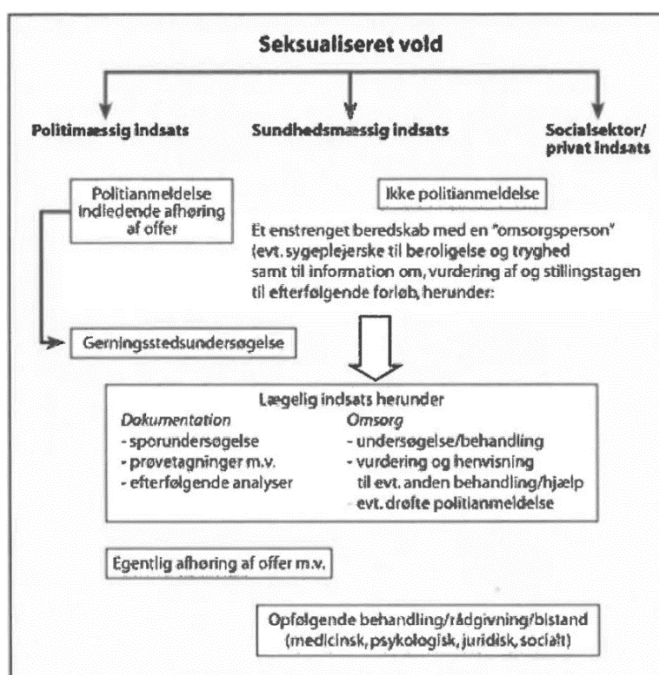 Seksualiseret vold
Politimæssig indsats
Sundhedsmæssig indsats
Socialsektor/
privat indsats
Politianmeldelse
indledende afhøring
af offer
Ikke politianmeldelse
Et enstrenget beredskab med en "omsorgsperson"
(evt. sygeplejerske til beroligelse og tryghed
samt til information om, vurdering af og stillingstagen
til efterfølgende forløb, herunder:
Gerningsstedsundersøgelse
Lægelig indsats herunder
Dokumentation
- sporundersøgelse
- prøvetagninger m.v.
- efterfølgende analyser
Omsorg
- undersøgelse/behandling
- vurdering og henvisning
til evt. anden behandling/hjælp
- evt. drøfte politianmeldelse
Egentlig afhøring af offer m.v.
Opfølgende behandling/rådgivning/bistand
(medicinsk, psykologisk, juridisk, socialt)